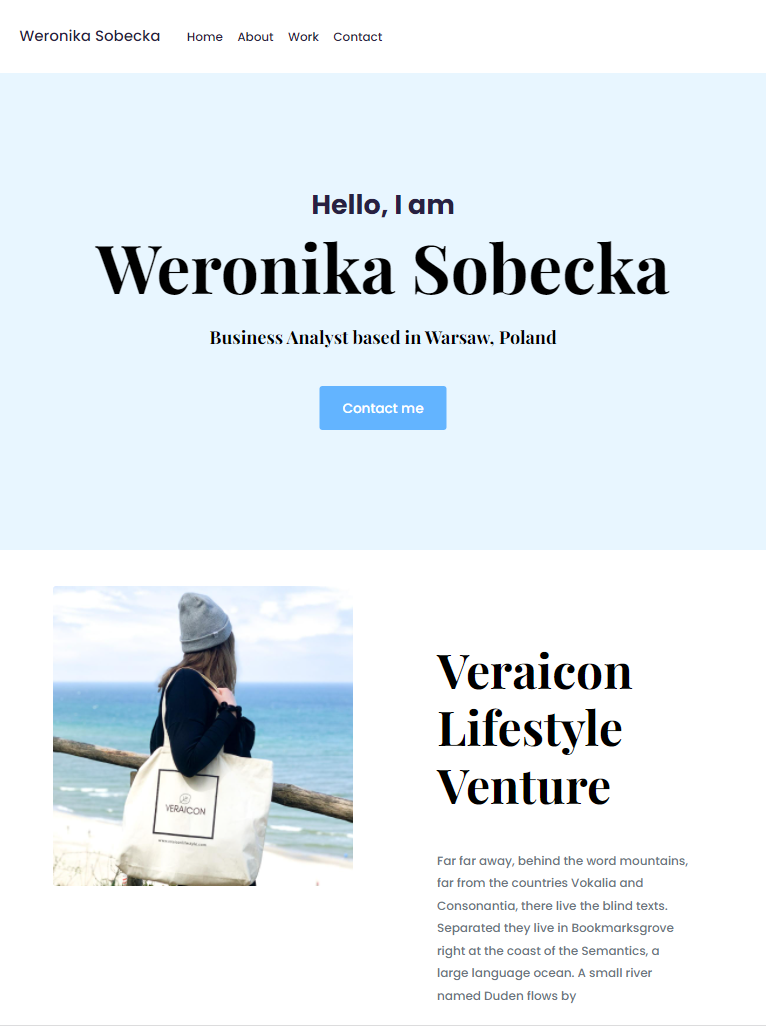 Weronika Sobecka Home About Work Contact
Hello, I am
Weronika Sobecka
Business Analyst based in Warsaw, Poland
Contact me
VERAICON
Veraicon
Lifestyle
Venture
Far far away, behind the word mountains,
far from the countries Vokalia and
Consonantia, there live the blind texts.
Separated they live in Bookmarksgrove
right at the coast of the Semantics, a
large language ocean. A small river
named Duden flows by